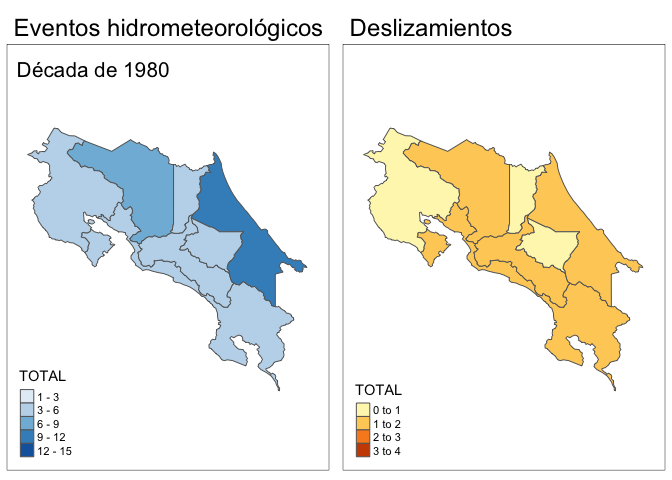 Eventos hidrometeorológicos
Década de 1980
TOTAL
1 - 3
3 - 6
6 - 9
9 - 12
12 - 15
Deslizamientos
TOTAL
0 to 1
1 to 2
2 to 3
3 to 4